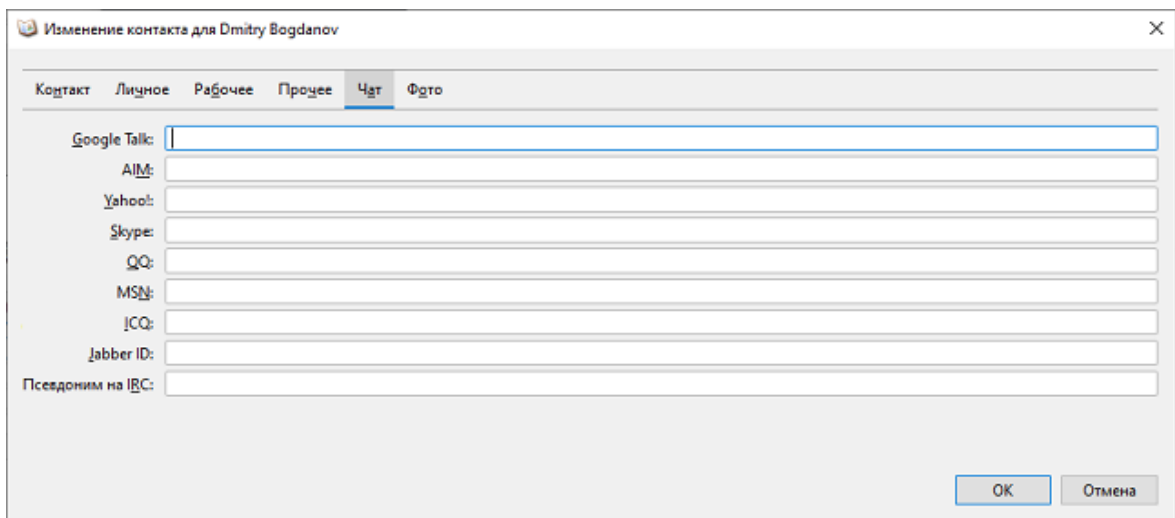 Изменение контакта для Dmitry Bogdanov
Контакт Личное Рабочее Прочее Чат Фото
Google Talk:
AIM:
Yahoo!:
Skype:
QQ:
MSN:
ICQ:
Jabber ID:
Псевдоним на IRC:
OK Отмена